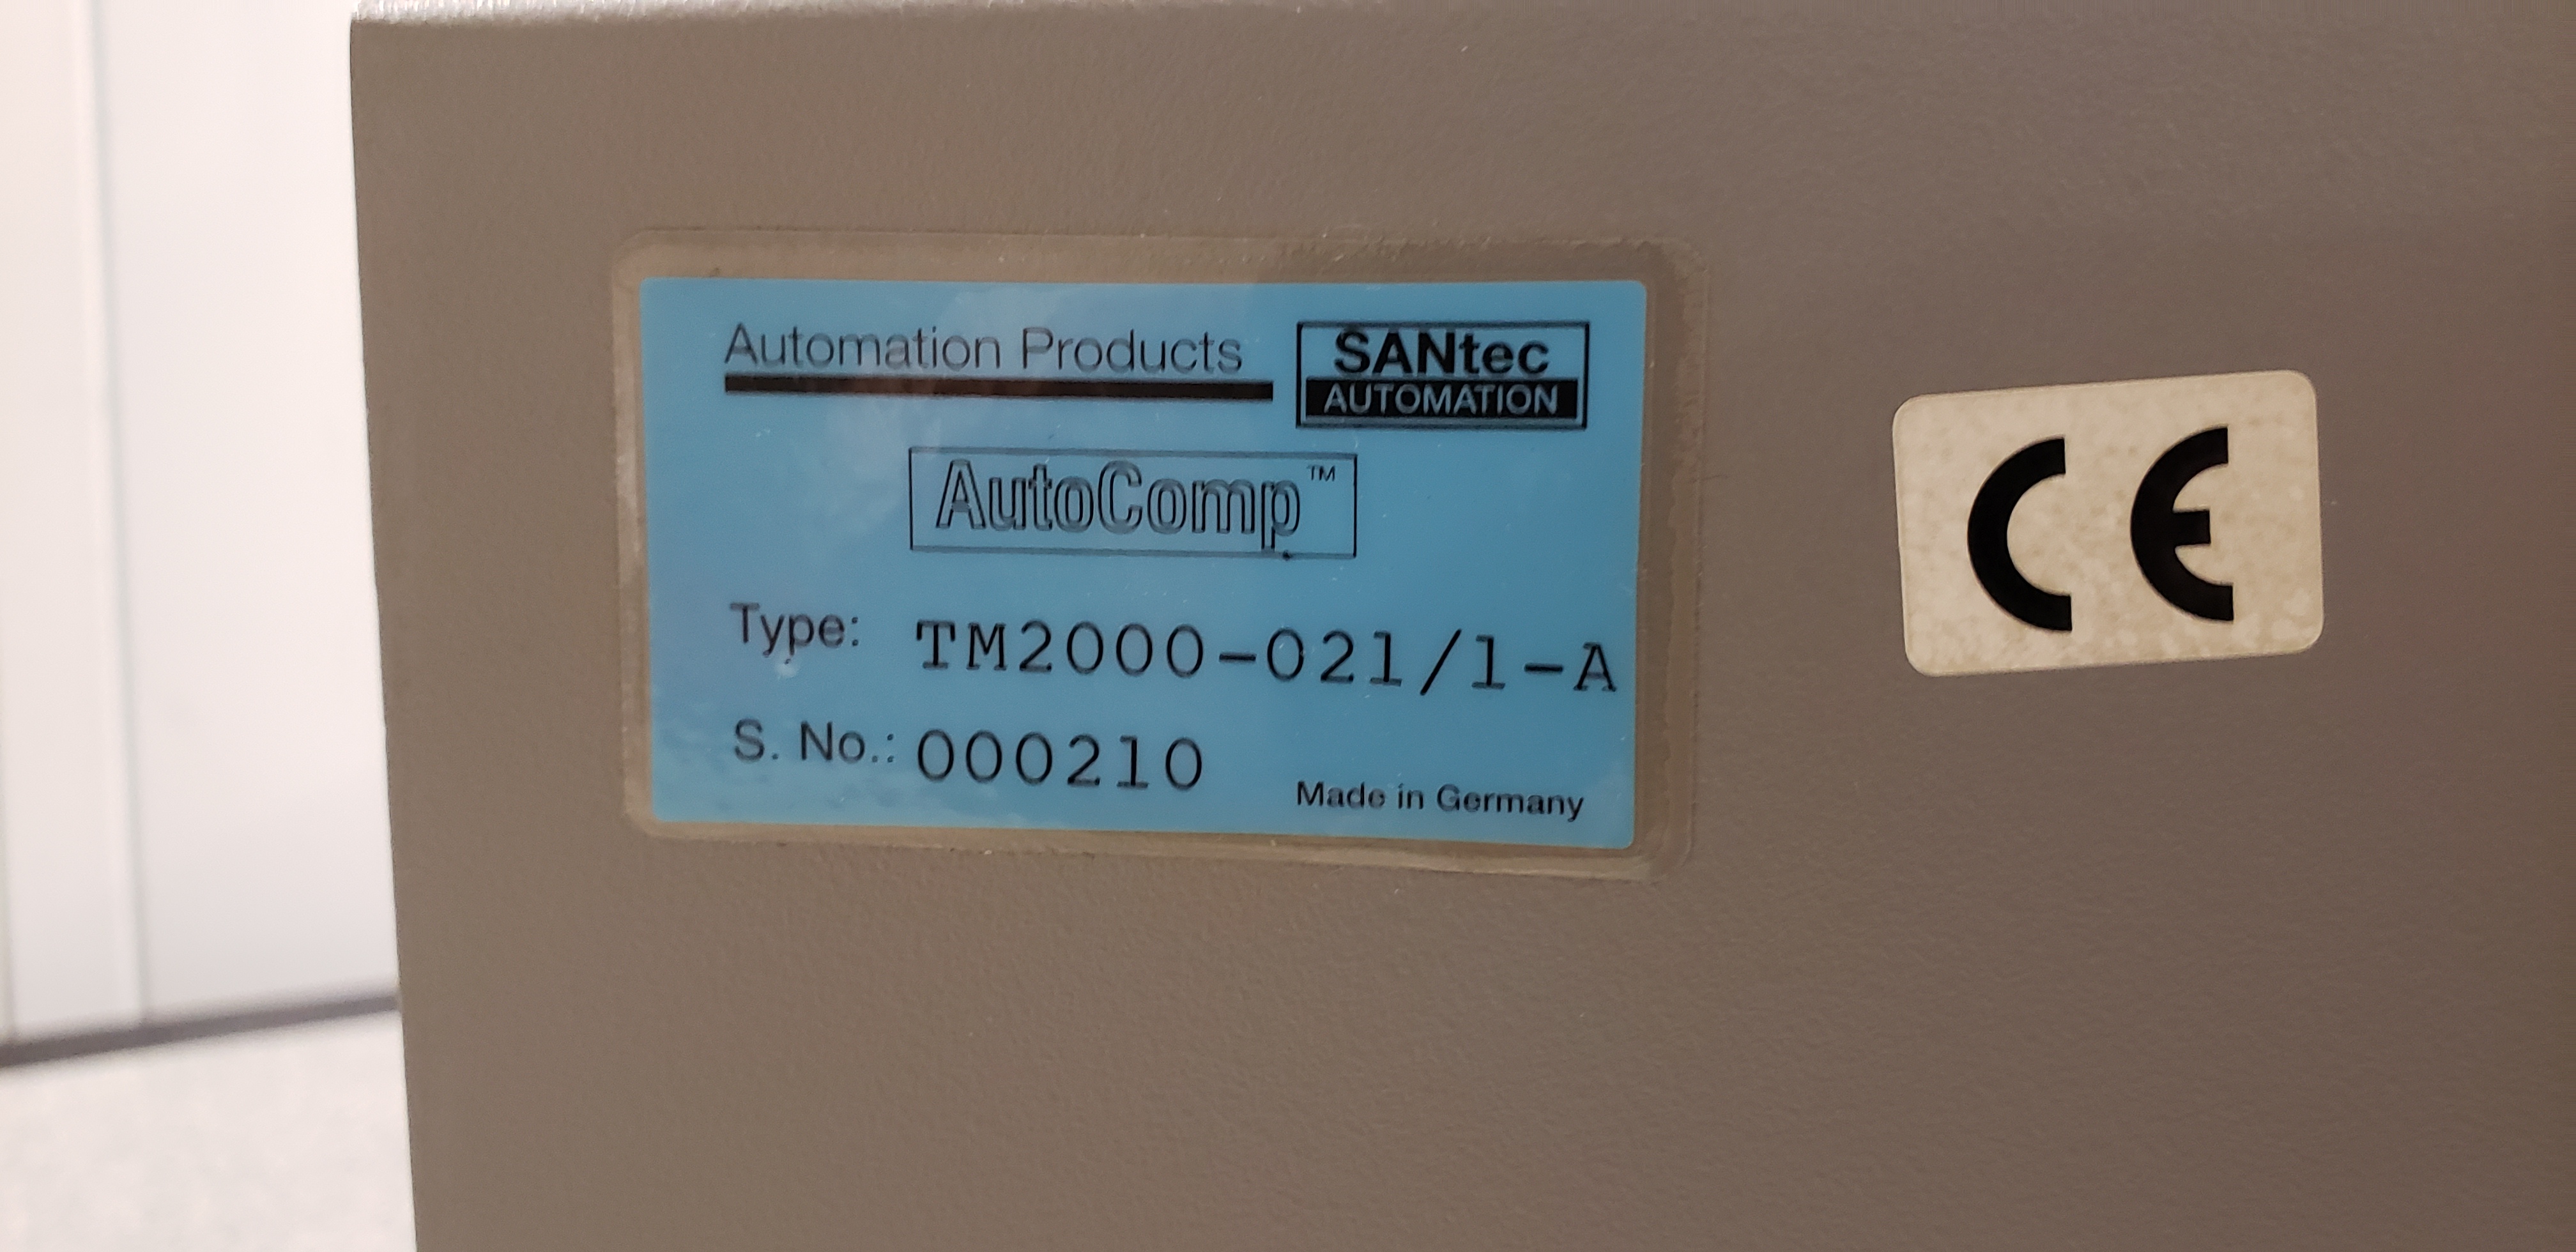 Automation Products
SANtec
AUTOMATION
AutoComp™
Type: TM2000-021/1-A
S. No.: 000210
Made in Germany
CE